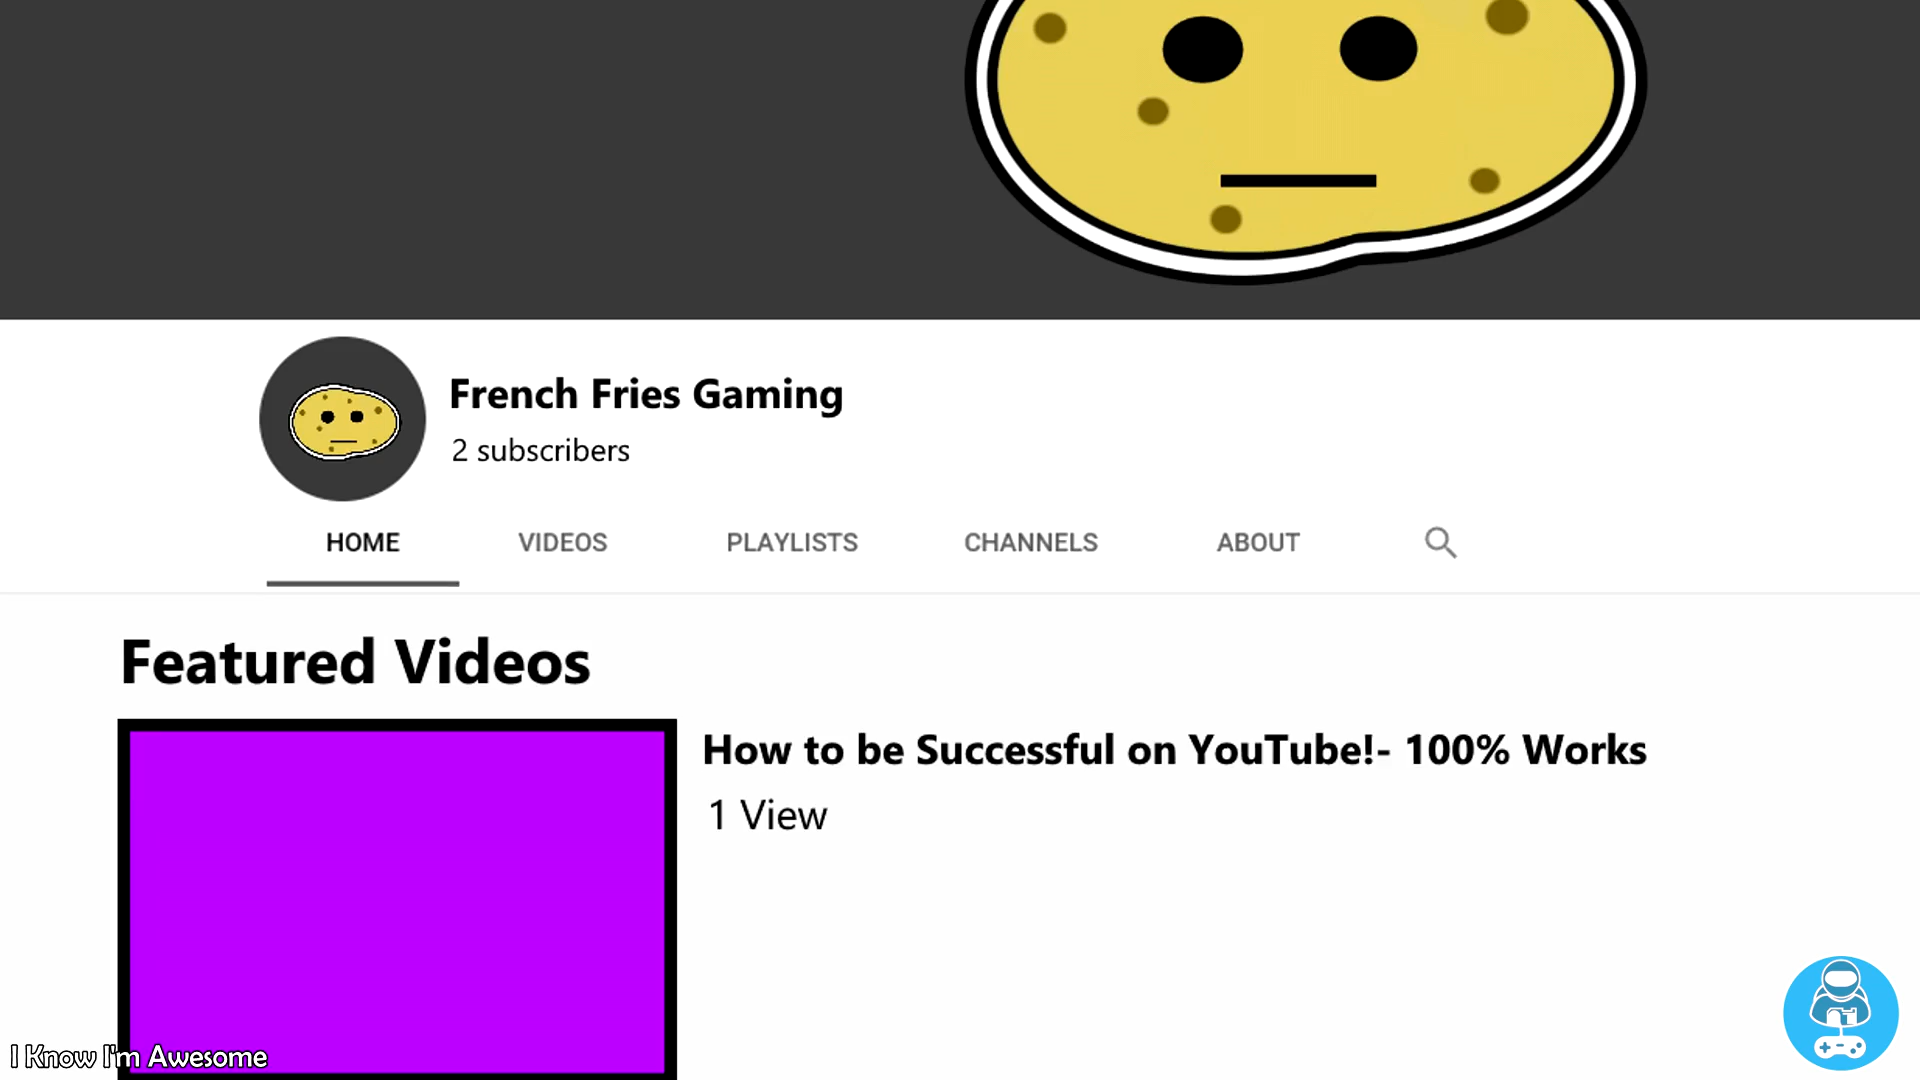 French Fries Gaming
2 subscribers
HOME VIDEOS PLAYLISTS CHANNELS ABOUT
Featured Videos
How to be Successful on YouTube!- 100% Works
1 View
I Know I'm Awesome